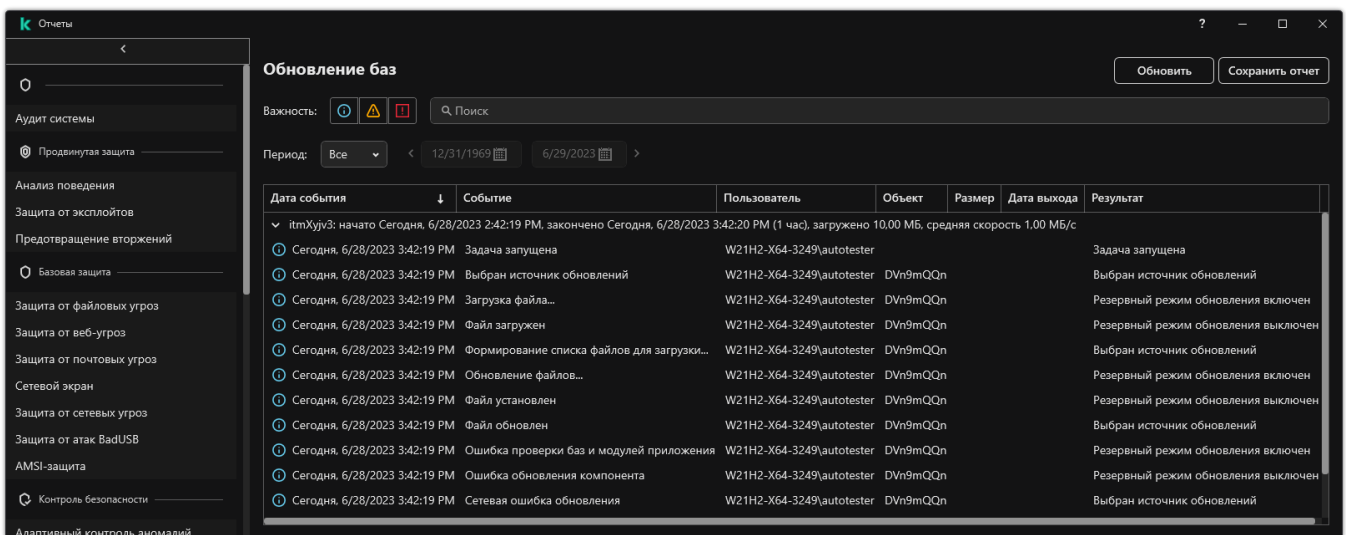 Отчеты
?
Аудит системы
Продвинутая защита
Анализ поведения
Защита от эксплойтов
Предотвращение вторжений
Базовая защита
Защита от файловых угроз
Защита от веб-угроз
Защита от почтовых угроз
Сетевой экран
Защита от сетевых угроз
Защита от атак BadUSB
AMSI-защита
Контроль безопасности
Адаптивный контроль аномалий
Обновление баз
Обновить Сохранить отчет
Важность: Поиск
Период: Все 12/31/1969 6/29/2023
Дата события Событие Пользователь Объект Размер Дата выхода Результат
itmXyjv3: начато Сегодня, 6/28/2023 2:42:19 PM, закончено Сегодня, 6/28/2023 3:42:20 PM (1 час), загружено 10,00 МБ, средняя скорость 1,00 МБ/с
Сегодня, 6/28/2023 3:42:19 PM Задача запущена W21H2-X64-3249\autotester Задача запущена
Сегодня, 6/28/2023 3:42:19 PM Выбран источник обновлений W21H2-X64-3249\autotester DVn9mQQn Выбран источник обновлений
Сегодня, 6/28/2023 3:42:19 PM Загрузка файла... W21H2-X64-3249\autotester DVn9mQQn Резервный режим обновления включен
Сегодня, 6/28/2023 3:42:19 PM Файл загружен W21H2-X64-3249\autotester DVn9mQQn Резервный режим обновления выключен
Сегодня, 6/28/2023 3:42:19 PM Формирование списка файлов для загрузки... W21H2-X64-3249\autotester DVn9mQQn Выбран источник обновлений
Сегодня, 6/28/2023 3:42:19 PM Обновление файлов... W21H2-X64-3249\autotester DVn9mQQn Резервный режим обновления включен
Сегодня, 6/28/2023 3:42:19 PM Файл установлен W21H2-X64-3249\autotester DVn9mQQn Резервный режим обновления выключен
Сегодня, 6/28/2023 3:42:19 PM Файл обновлен W21H2-X64-3249\autotester DVn9mQQn Выбран источник обновлений
Сегодня, 6/28/2023 3:42:19 PM Ошибка проверки баз и модулей приложения W21H2-X64-3249\autotester DVn9mQQn Резервный режим обновления включен
Сегодня, 6/28/2023 3:42:19 PM Ошибка обновления компонента W21H2-X64-3249\autotester DVn9mQQn Резервный режим обновления выключен
Сегодня, 6/28/2023 3:42:19 PM Сетевая ошибка обновления W21H2-X64-3249\autotester DVn9mQQn Выбран источник обновлений